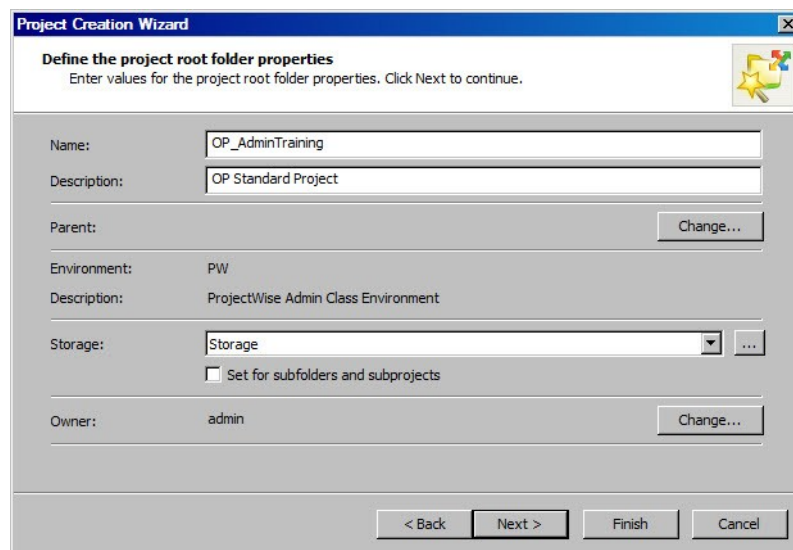 Project Creation Wizard
Define the project root folder properties
Enter values for the project root folder properties. Click Next to continue.
Name: OP_AdminTraining
Description: OP Standard Project
Parent: Change...
Environment: PW
Description: ProjectWise Admin Class Environment
Storage: Storage ...
Set for subfolders and subprojects
Owner: admin Change...
< Back Next > Finish Cancel